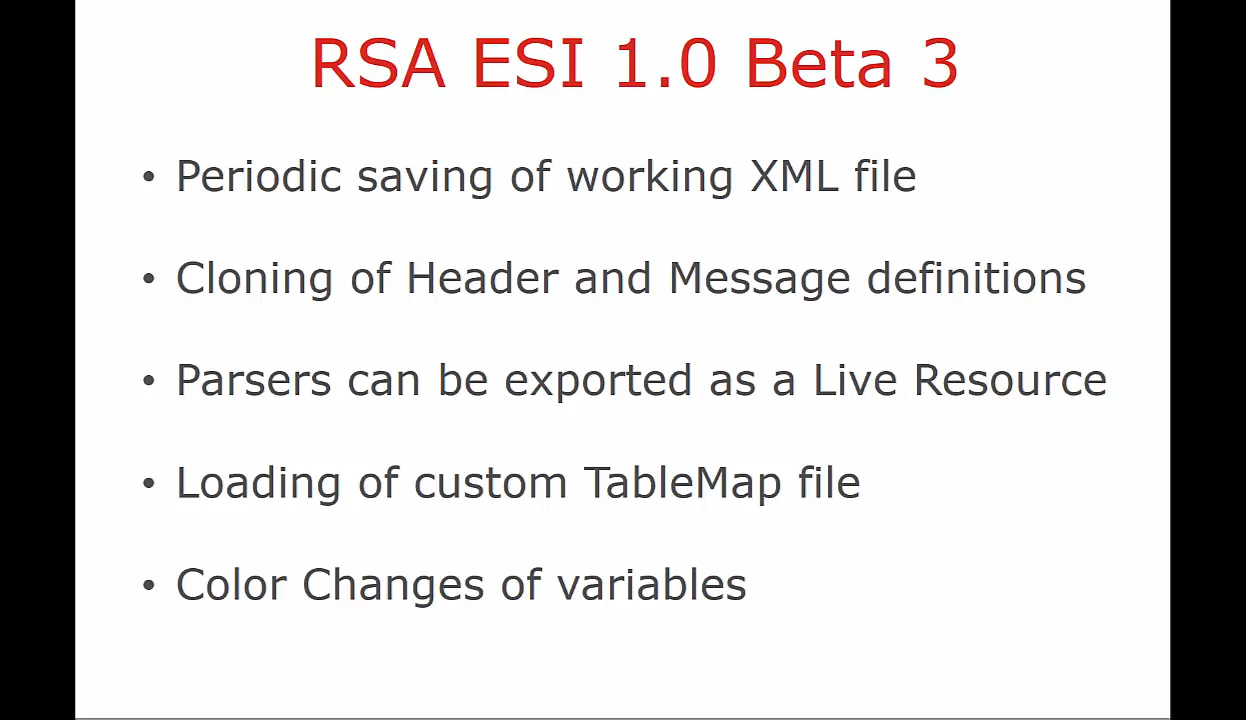 RSA ESI 1.0 Beta 3
• Periodic saving of working XML file
• Cloning of Header and Message definitions
• Parsers can be exported as a Live Resource
• Loading of custom TableMap file
• Color Changes of variables